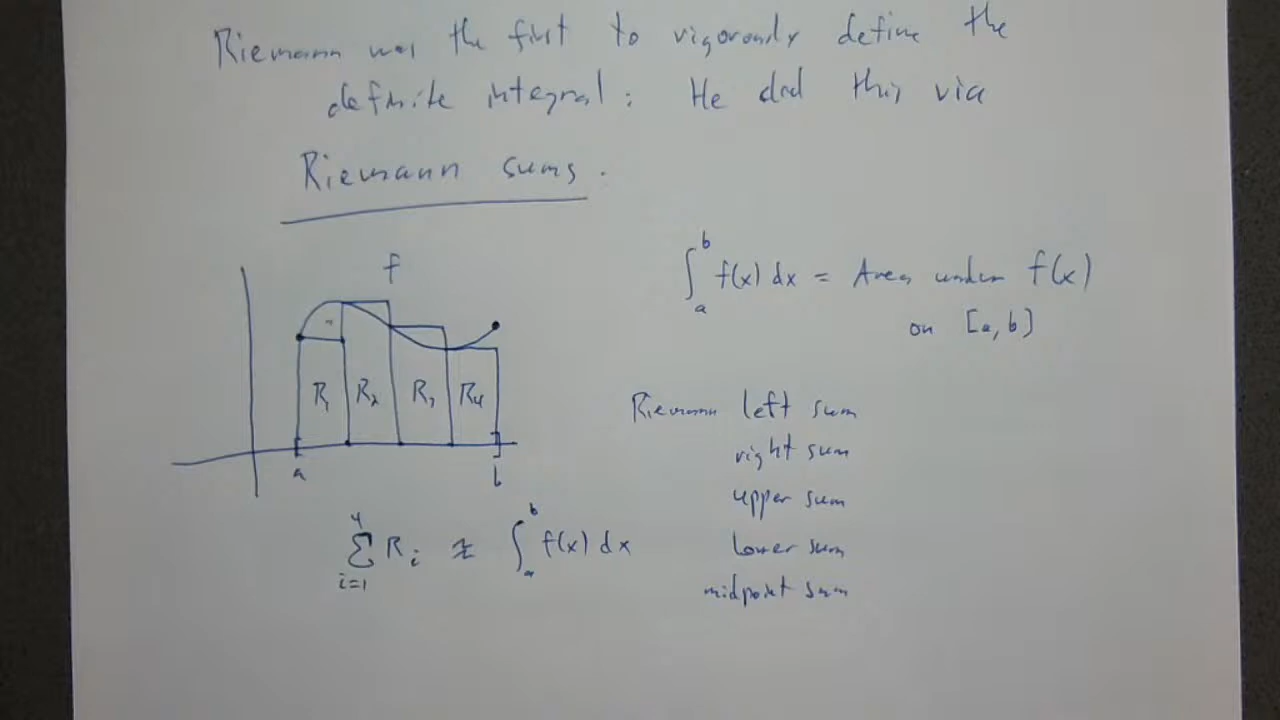 Riemann was the first to rigorously define the
definite integral. He did this via
Riemann sums.
f
∫_a^b f(x) dx = Area under f(x)
on [a, b]
R₁ R₂ R₃ R₄
a b
Riemann left sum
right sum
upper sum
lower sum
midpoint sum
∑_{i=1}^4 R_i ≈ ∫_a^b f(x) dx